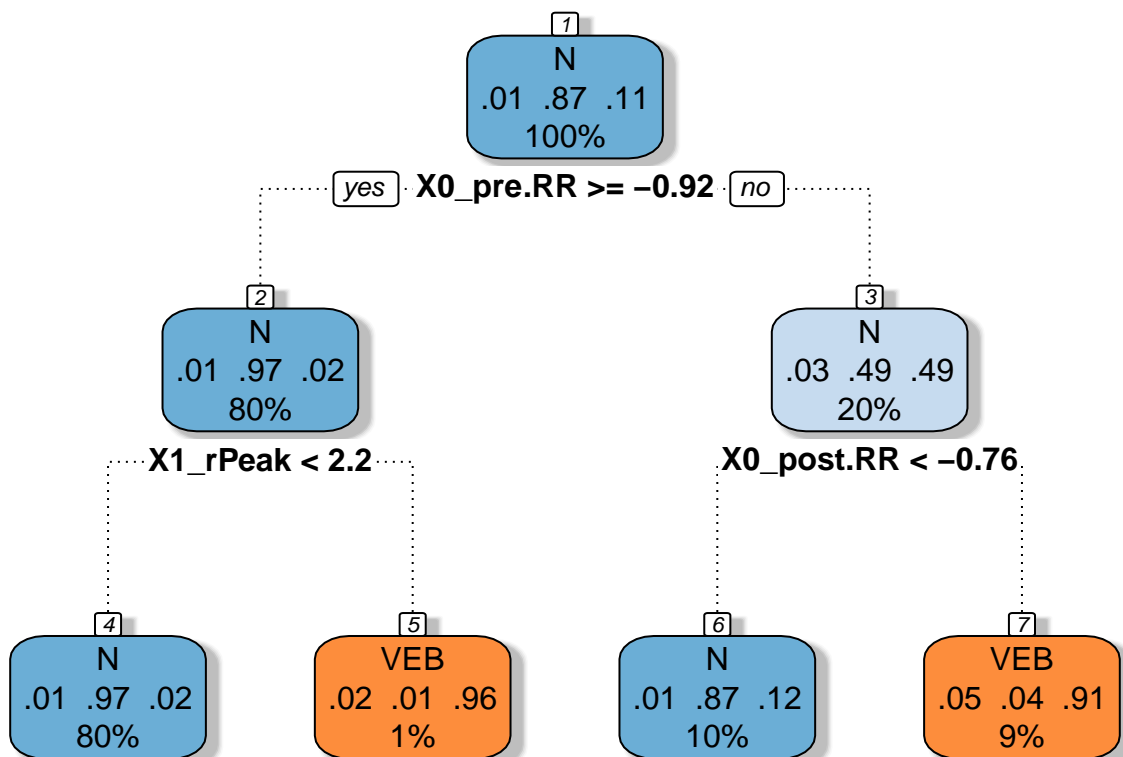 1
N
.01 .87 .11
100%
yes X0_pre.RR >= −0.92 no
2
N
.01 .97 .02
80%
3
N
.03 .49 .49
20%
X1_rPeak < 2.2
X0_post.RR < −0.76
4
N
.01 .97 .02
80%
5
VEB
.02 .01 .96
1%
6
N
.01 .87 .12
10%
7
VEB
.05 .04 .91
9%